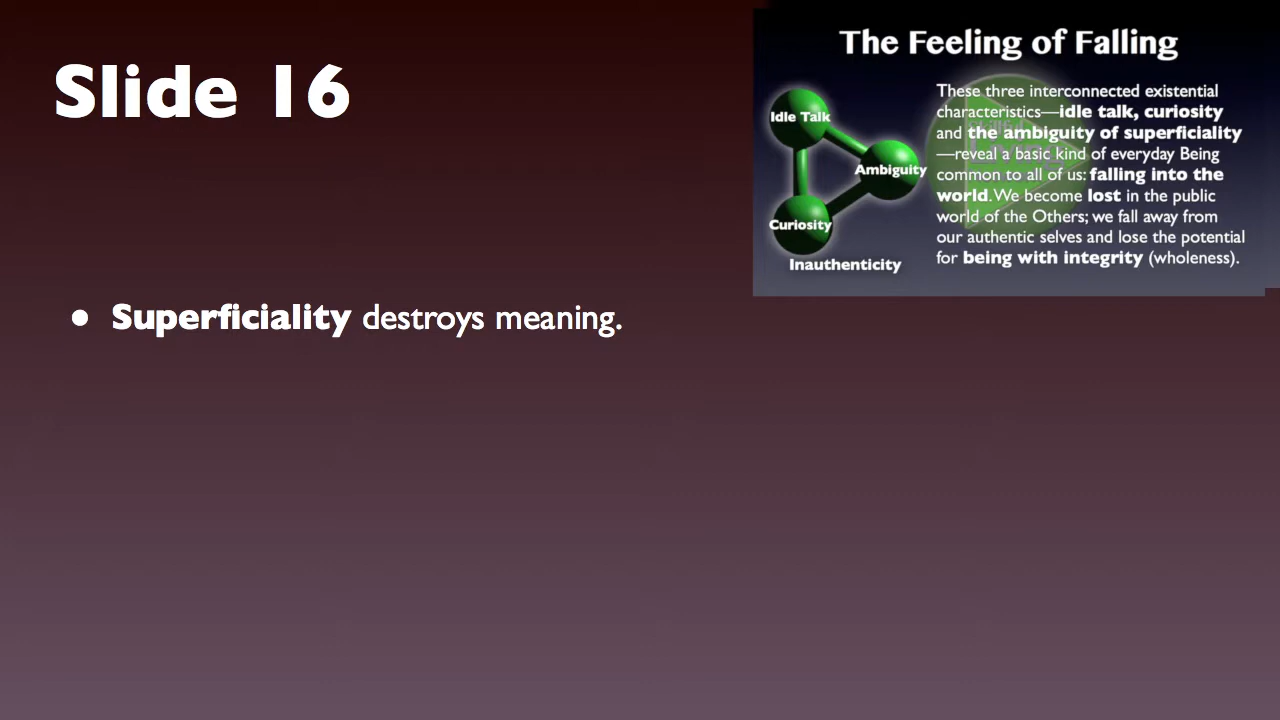 Slide 16
• Superficiality destroys meaning.
The Feeling of Falling
Idle Talk
Ambiguity
Curiosity
Inauthenticity
These three interconnected existential
characteristics—idle talk, curiosity
and the ambiguity of superficiality
—reveal a basic kind of everyday Being
common to all of us: falling into the
world. We become lost in the public
world of the Others; we fall away from
our authentic selves and lose the potential
for being with integrity (wholeness).